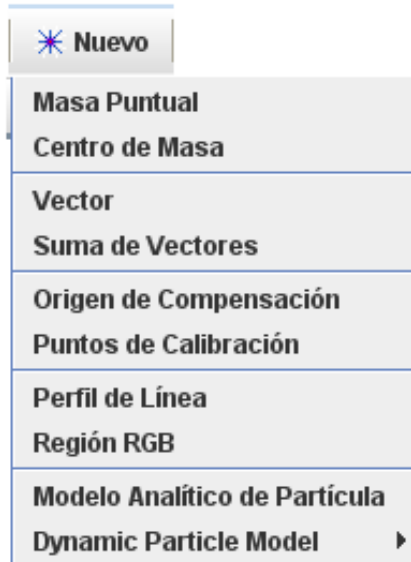 Nuevo
Masa Puntual
Centro de Masa
Vector
Suma de Vectores
Origen de Compensación
Puntos de Calibración
Perfil de Línea
Región RGB
Modelo Analítico de Partícula
Dynamic Particle Model